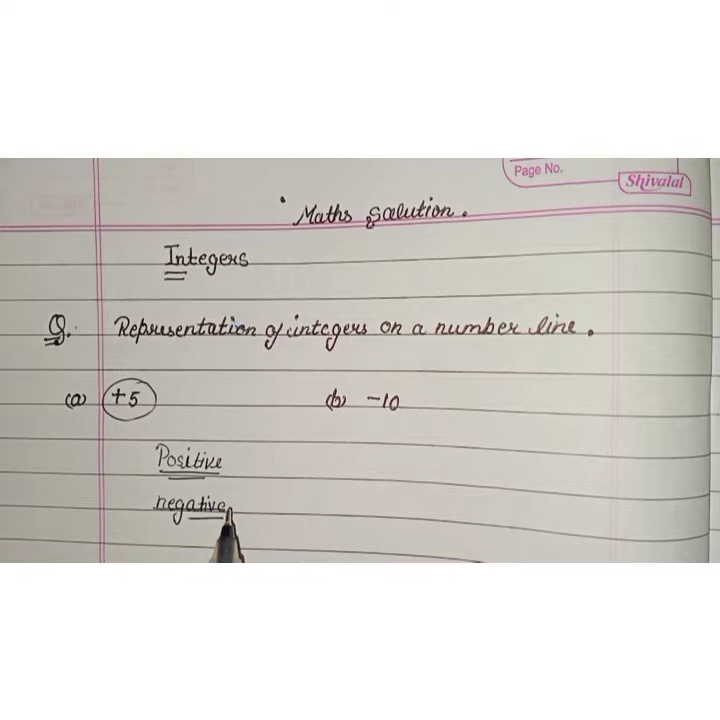 Page No.
Shivalal
Maths Solution.
Integers
Q. Representation of integers on a number line.
(a) +5 (b) -10
Positive
negative